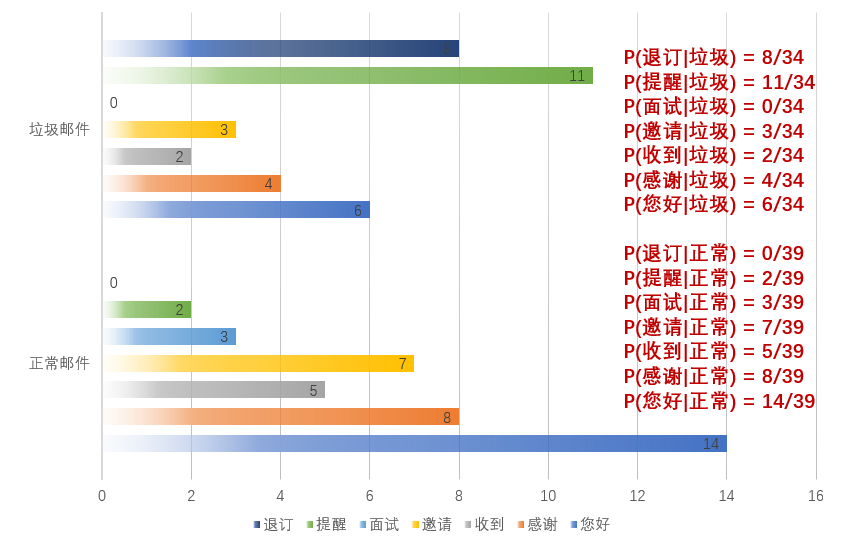 8
11
0
垃圾邮件
3
2
4
6
P(退订|垃圾) = 8/34
P(提醒|垃圾) = 11/34
P(面试|垃圾) = 0/34
P(邀请|垃圾) = 3/34
P(收到|垃圾) = 2/34
P(感谢|垃圾) = 4/34
P(您好|垃圾) = 6/34
0
2
3
正常邮件
7
5
8
14
P(退订|正常) = 0/39
P(提醒|正常) = 2/39
P(面试|正常) = 3/39
P(邀请|正常) = 7/39
P(收到|正常) = 5/39
P(感谢|正常) = 8/39
P(您好|正常) = 14/39
0 2 4 6 8 10 12 14 16
退订 提醒 面试 邀请 收到 感谢 您好